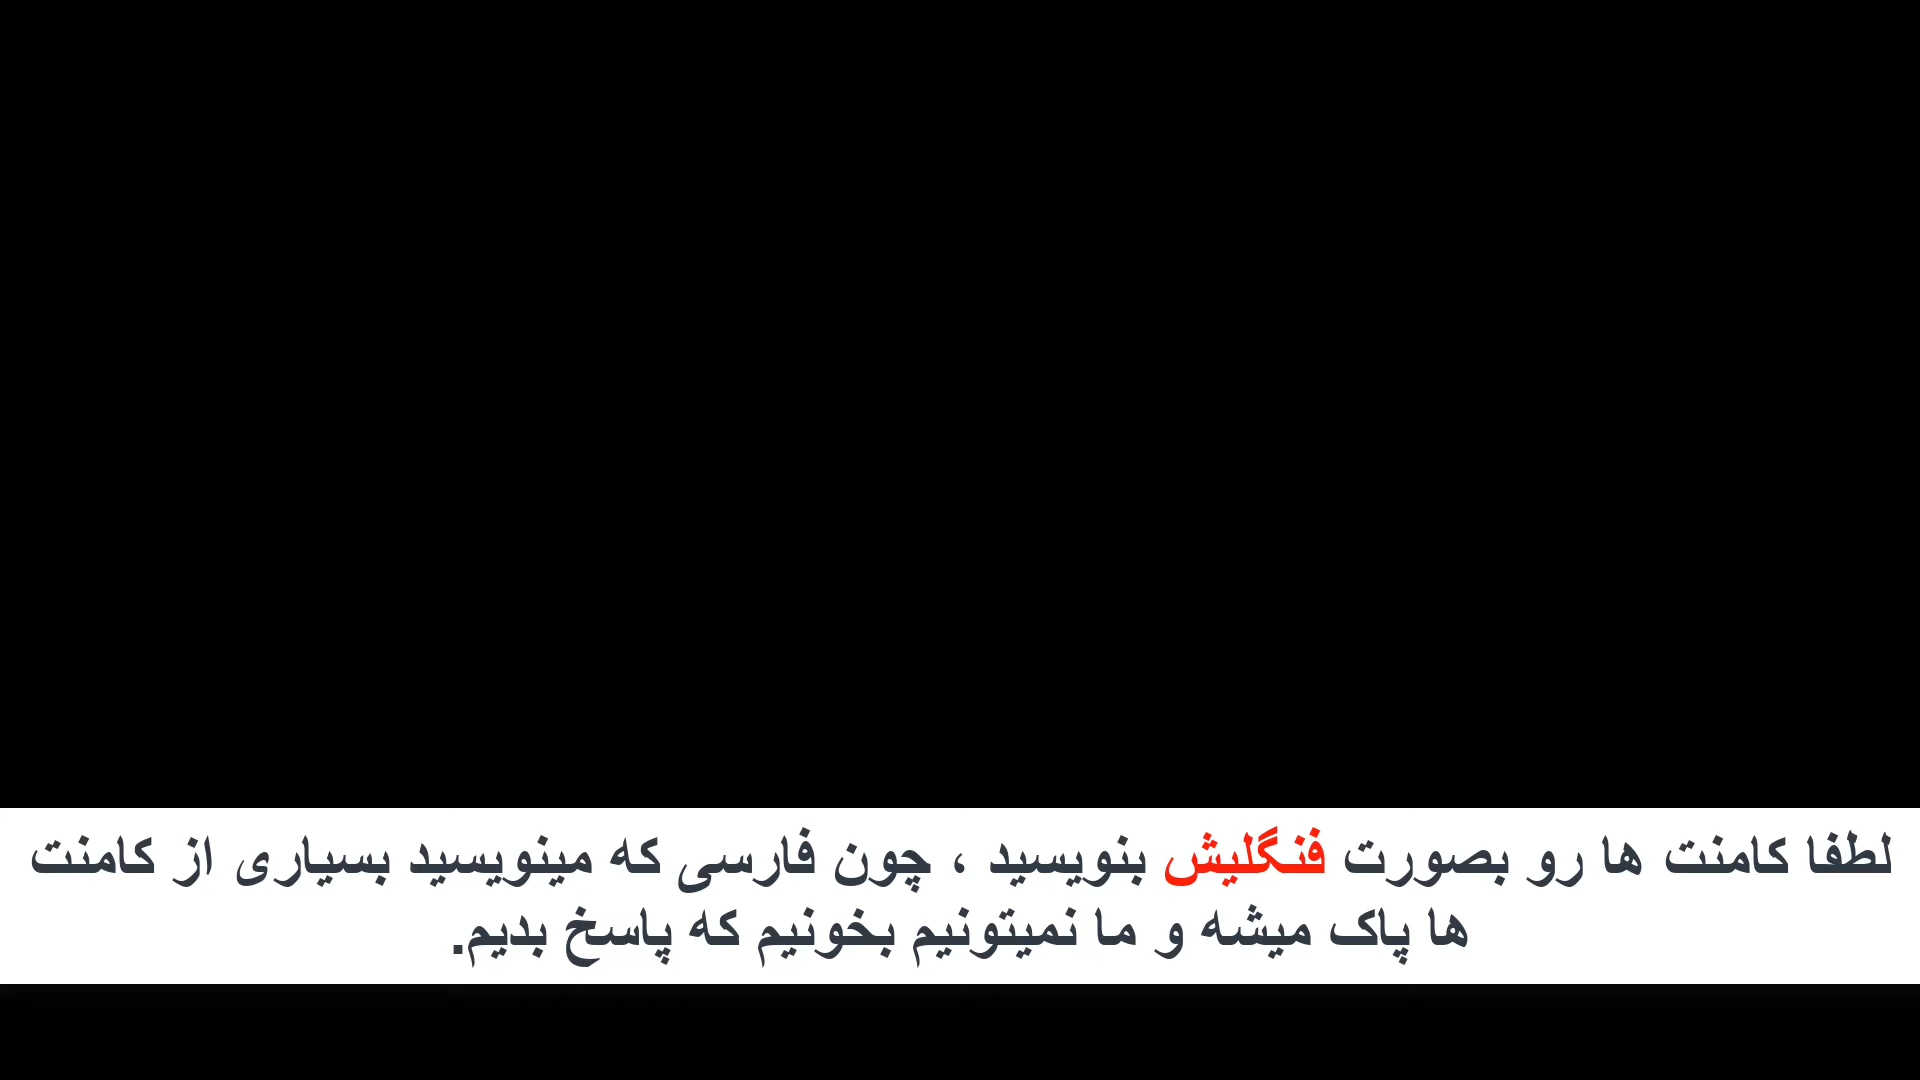 لطفا کامنت ها رو بصورت فنگلیش بنویسید ، چون فارسی که مینویسید بسیاری از کامنت
ها پاک میشه و ما نمیتونیم بخونیم که پاسخ بدیم.